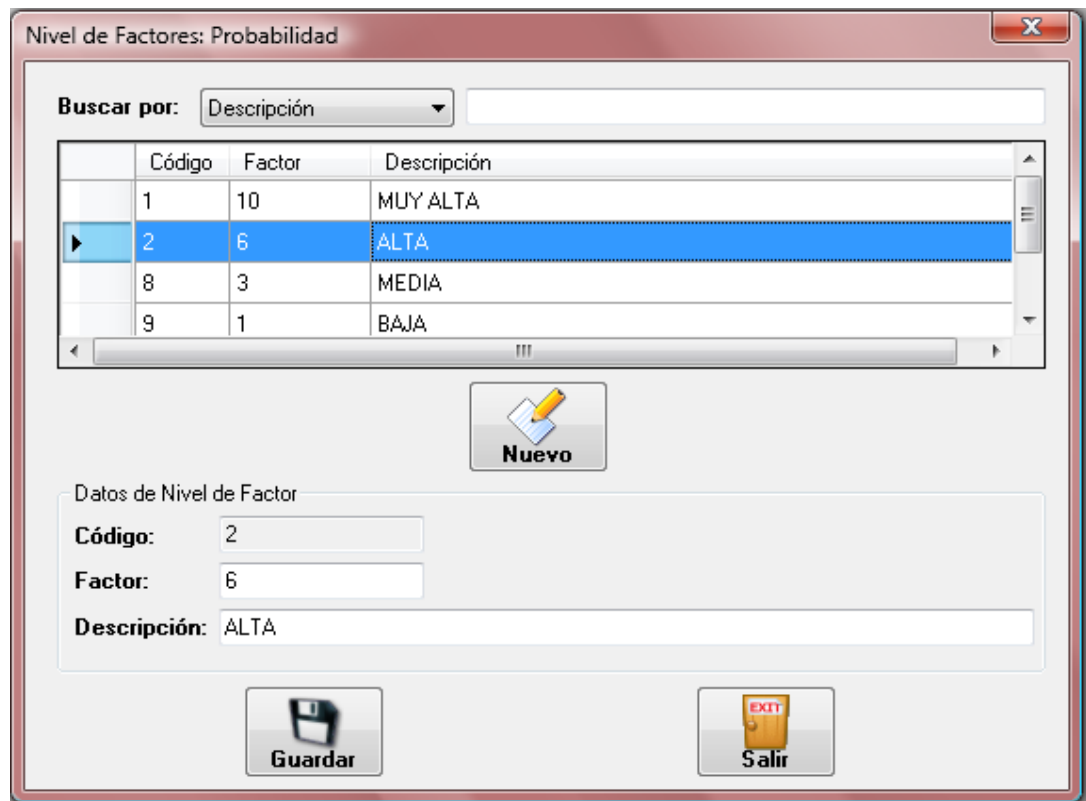 Nivel de Factores: Probabilidad
Buscar por: Descripción
Código Factor Descripción
1 10 MUY ALTA
2 6 ALTA
8 3 MEDIA
9 1 BAJA
Nuevo
Datos de Nivel de Factor
Código: 2
Factor: 6
Descripción: ALTA
EXIT
Guardar Salir